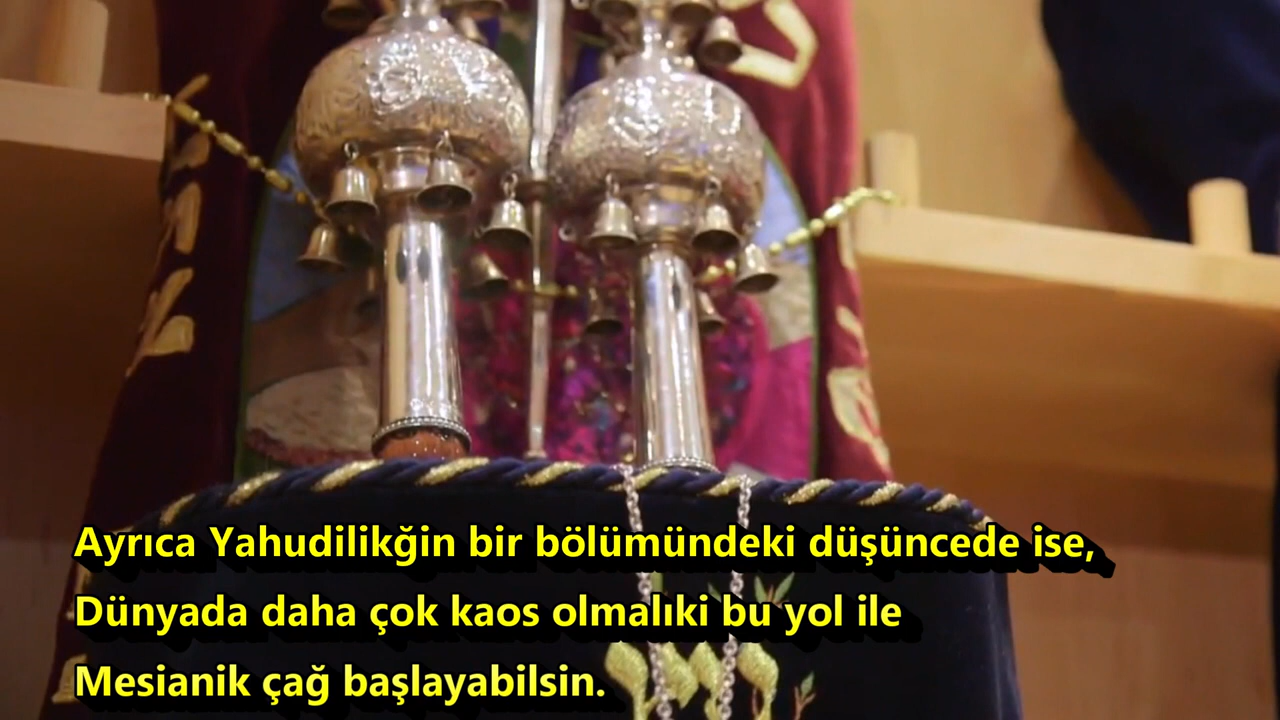 Ayrıca Yahudilikğin bir bölümündeki düşüncede ise,
Dünyada daha çok kaos olmalıki bu yol ile
Mesianik çağ başlayabilsin.